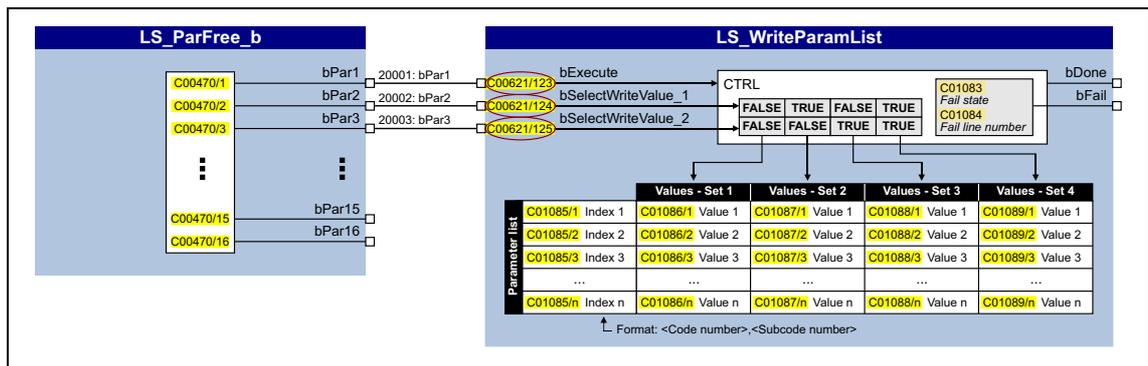 LS_ParFree_b
LS_WriteParamList
C00470/1 bPar1 20001: bPar1 C00621/123 bExecute
C00470/2 bPar2 20002: bPar2 C00621/124 bSelectWriteValue_1
C00470/3 bPar3 20003: bPar3 C00621/125 bSelectWriteValue_2
C00470/15 bPar15
C00470/16 bPar16
CTRL
FALSE TRUE FALSE TRUE
FALSE FALSE TRUE TRUE
C01083
Fail state
C01084
Fail line number
bDone
bFail
Values - Set 1 Values - Set 2 Values - Set 3 Values - Set 4
Parameter list
C01085/1 Index 1 C01086/1 Value 1 C01087/1 Value 1 C01088/1 Value 1 C01089/1 Value 1
C01085/2 Index 2 C01086/2 Value 2 C01087/2 Value 2 C01088/2 Value 2 C01089/2 Value 2
C01085/3 Index 3 C01086/3 Value 3 C01087/3 Value 3 C01088/3 Value 3 C01089/3 Value 3
... ... ... ... ...
C01085/n Index n C01086/n Value n C01087/n Value n C01088/n Value n C01089/n Value n
Format: <Code number>,<Subcode number>